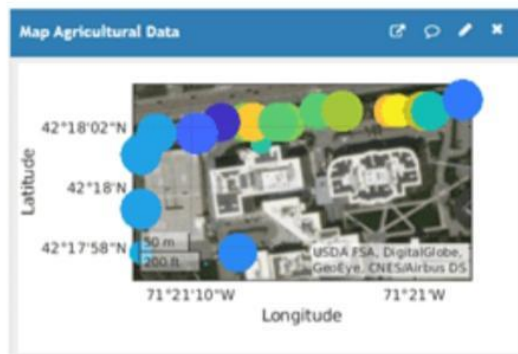 Map Agricultural Data
42°18'02"N
42°18'N
42°17'58"N
Latitude
50 m
200 ft
USDA FSA, DigitalGlobe,
GeoEye, CNES/Airbus DS
71°21'10"W
71°21'W
Longitude